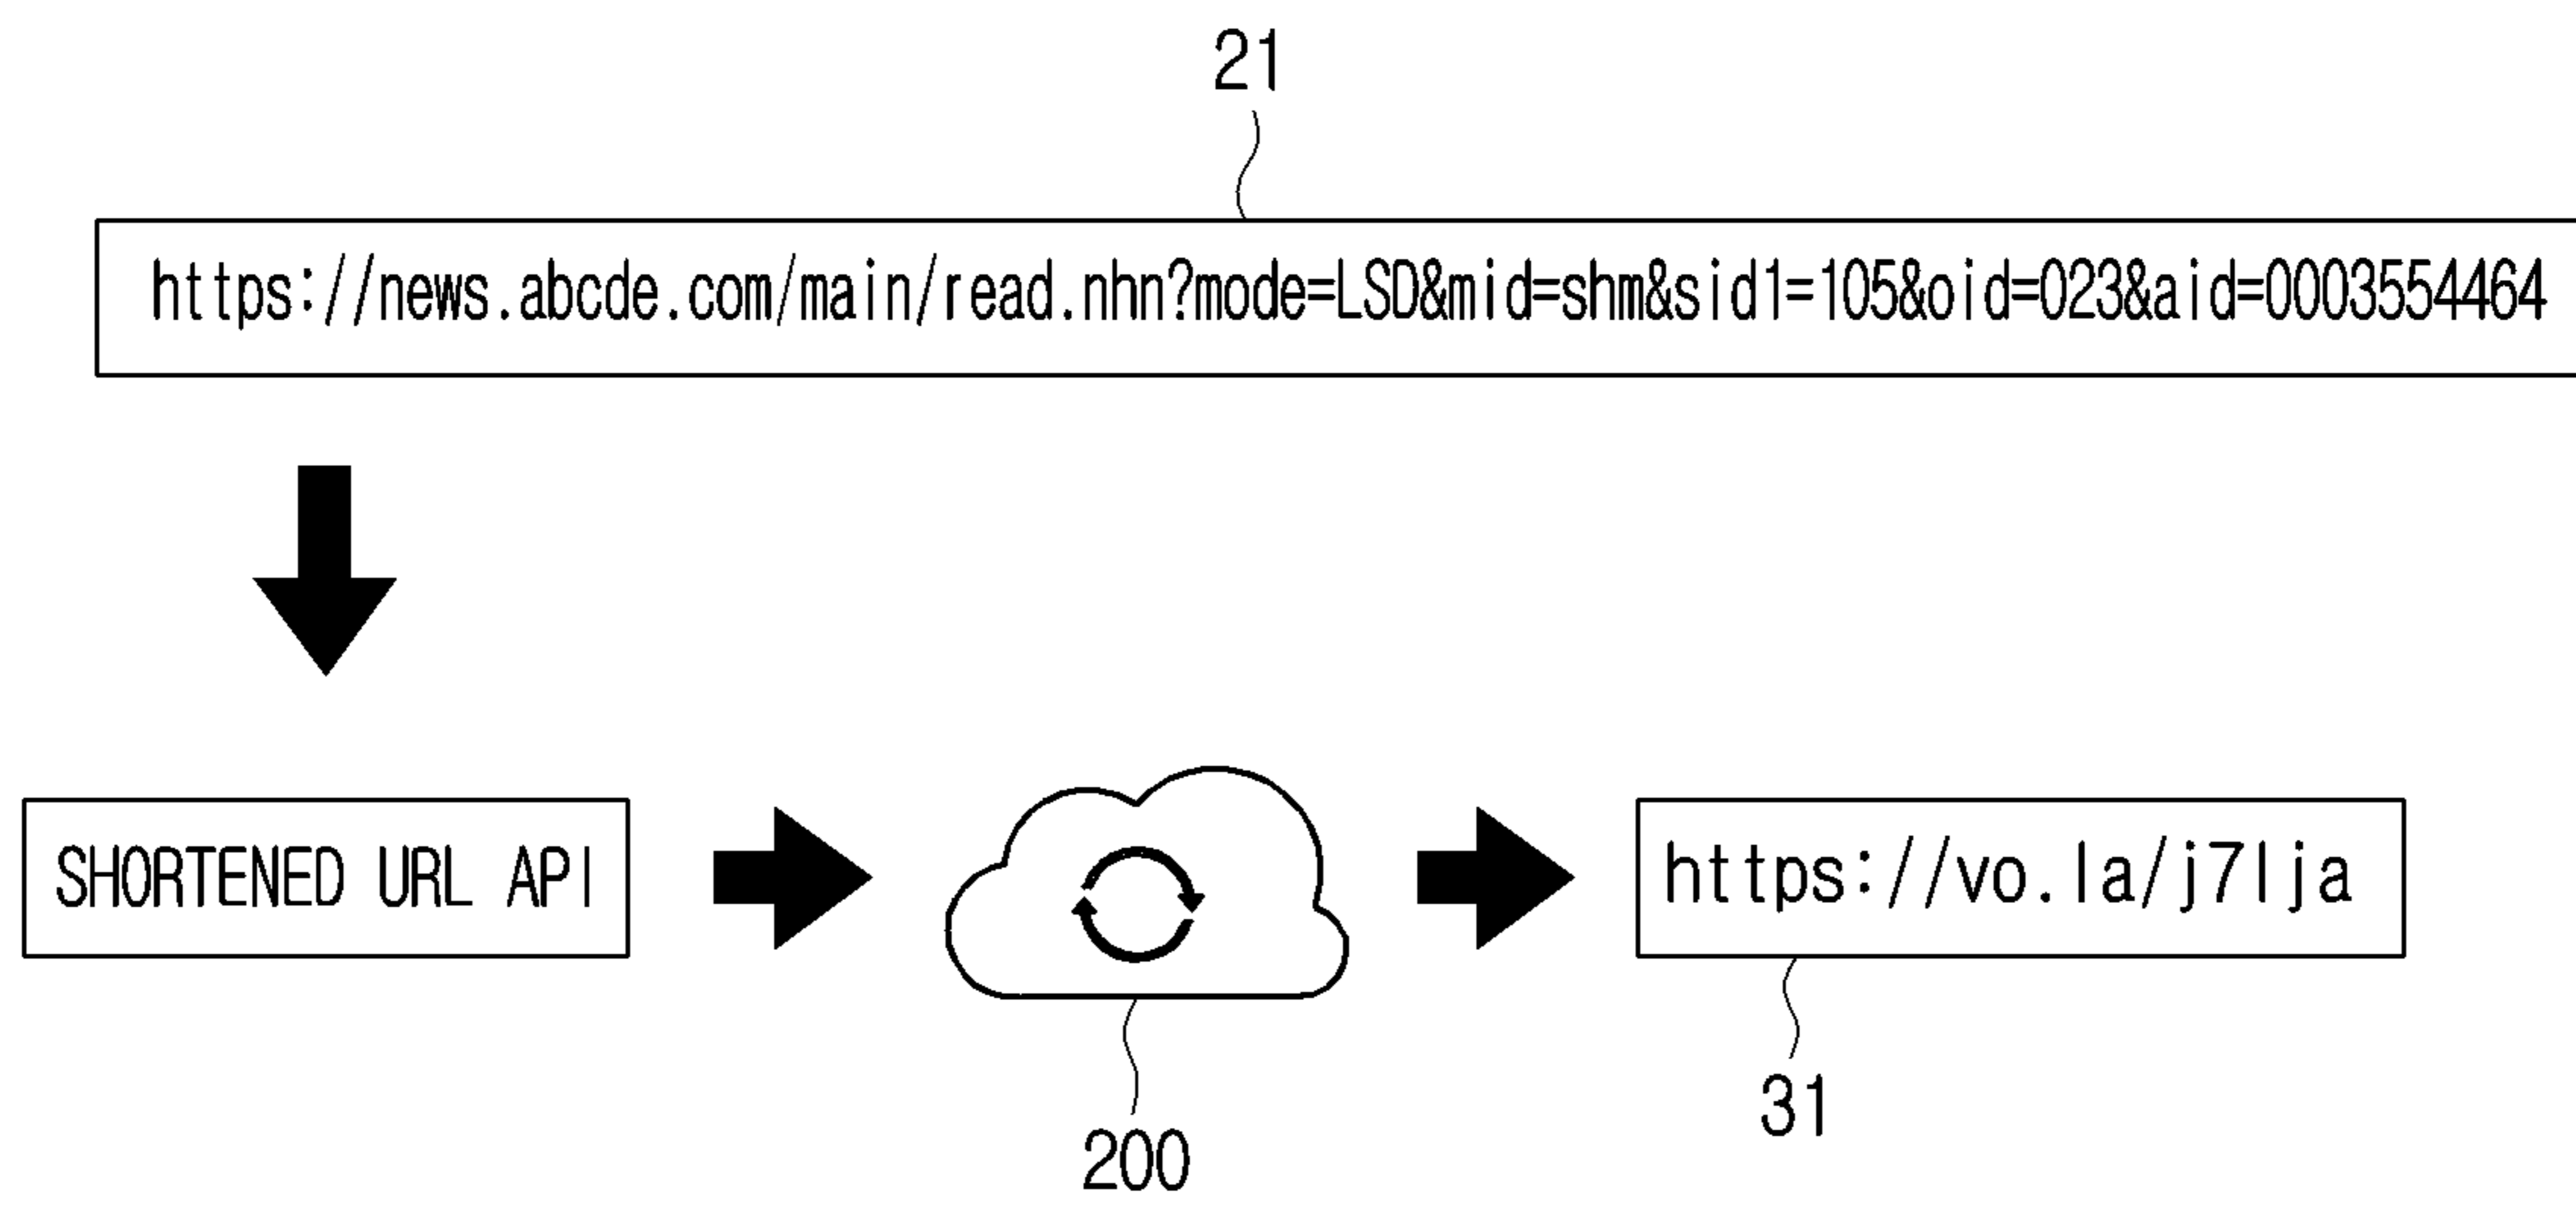 21
https://news.abcde.com/main/read.nhn?mode=LSD&mid=shm&sid1=105&oid=023&aid=0003554464
SHORTENED URL API
https://vo.la/j7lja
200
31